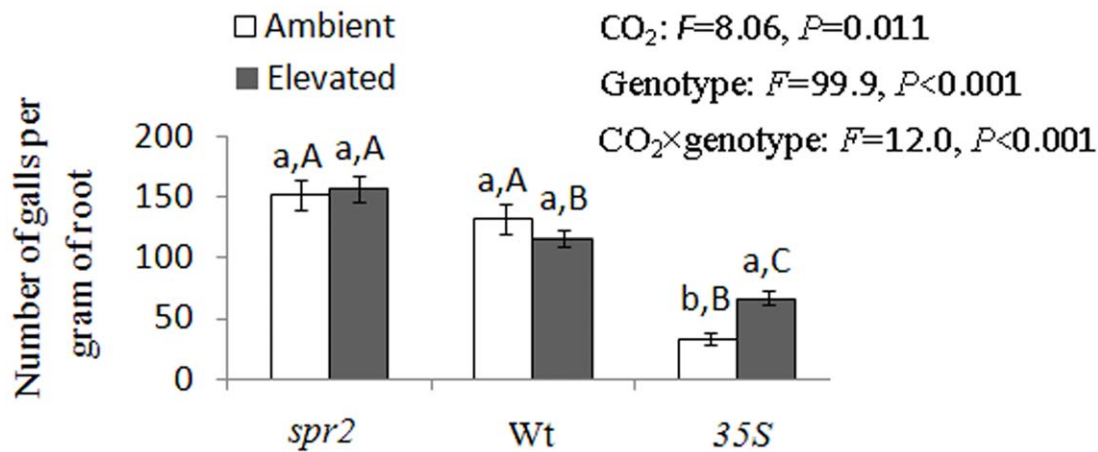 Ambient
Elevated
CO₂: F=8.06, P=0.011
Genotype: F=99.9, P<0.001
CO₂×genotype: F=12.0, P<0.001
Number of galls per
gram of root
200
150
100
50
0
a,A
a,A
a,A
a,B
b,B
a,C
spr2
Wt
35S